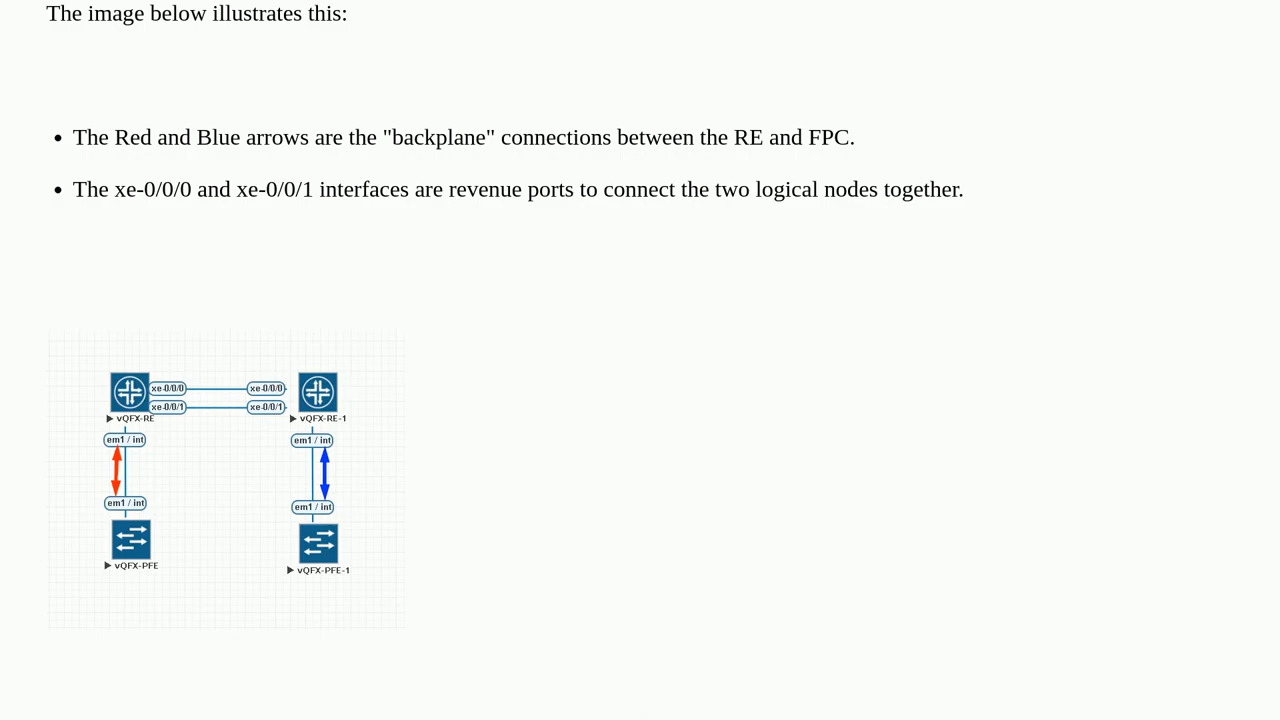 The image below illustrates this:
The Red and Blue arrows are the "backplane" connections between the RE and FPC.
The xe-0/0/0 and xe-0/0/1 interfaces are revenue ports to connect the two logical nodes together.
xe-0/0/0 xe-0/0/0
xe-0/0/1 xe-0/0/1
vQFX-RE vQFX-RE-1
em1 / int em1 / int
em1 / int em1 / int
vQFX-PFE vQFX-PFE-1